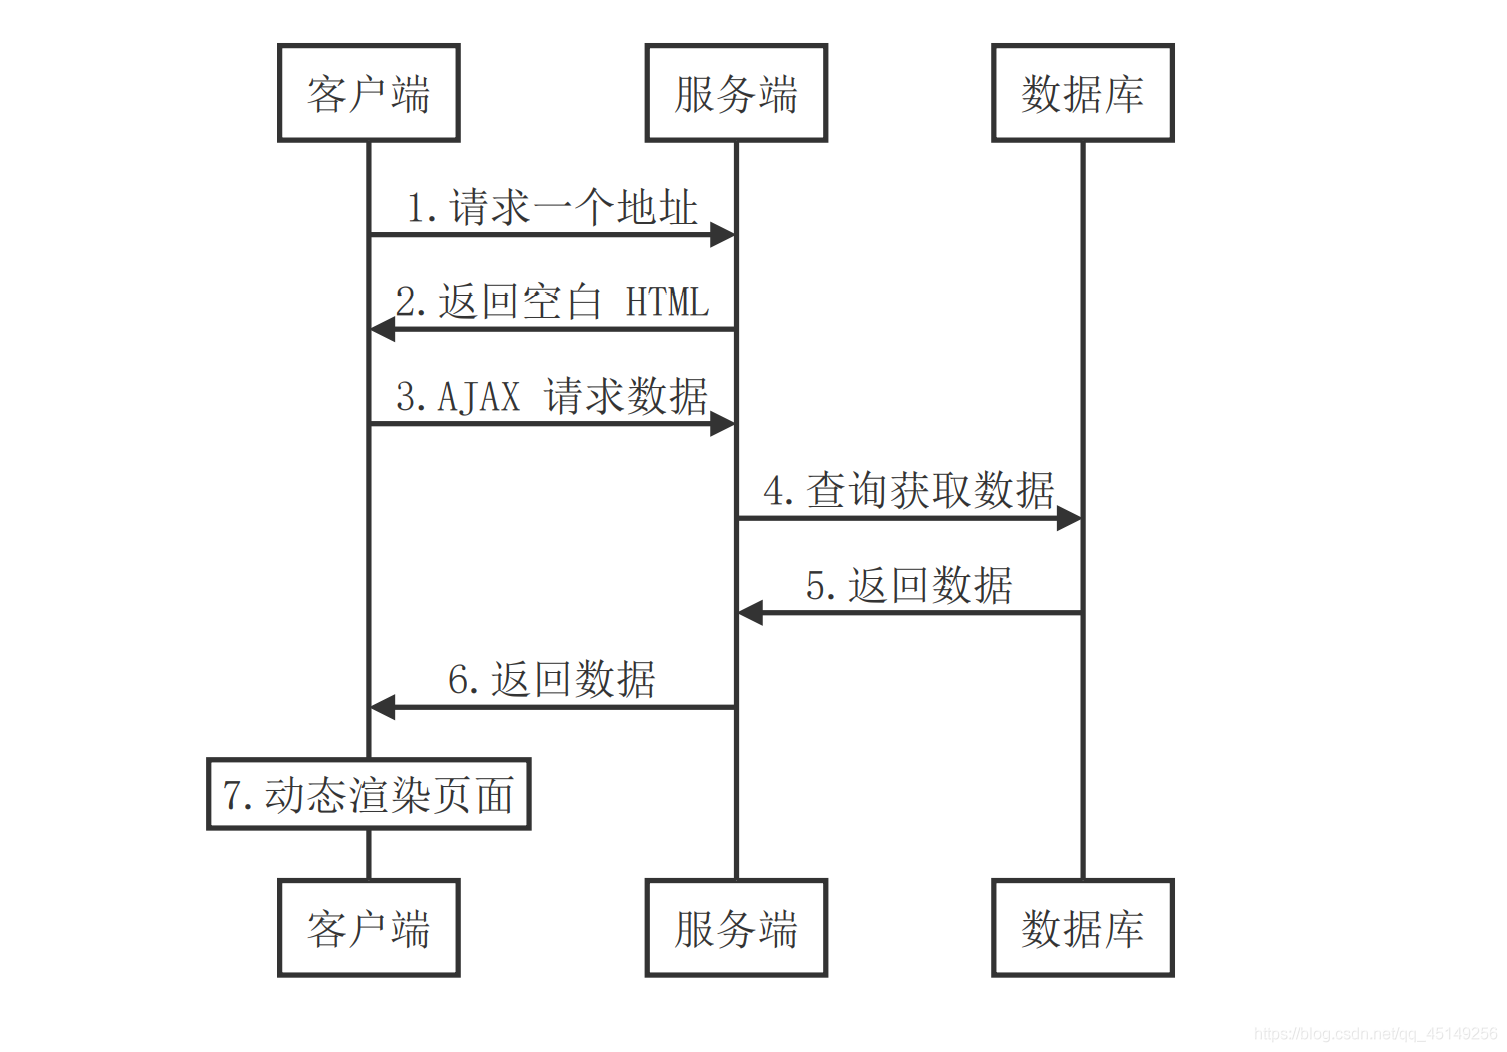 客户端 服务端 数据库
1.请求一个地址
2.返回空白 HTML
3.AJAX 请求数据
4.查询获取数据
5.返回数据
6.返回数据
7.动态渲染页面
客户端 服务端 数据库
https://blog.csdn.net/qq_45149256